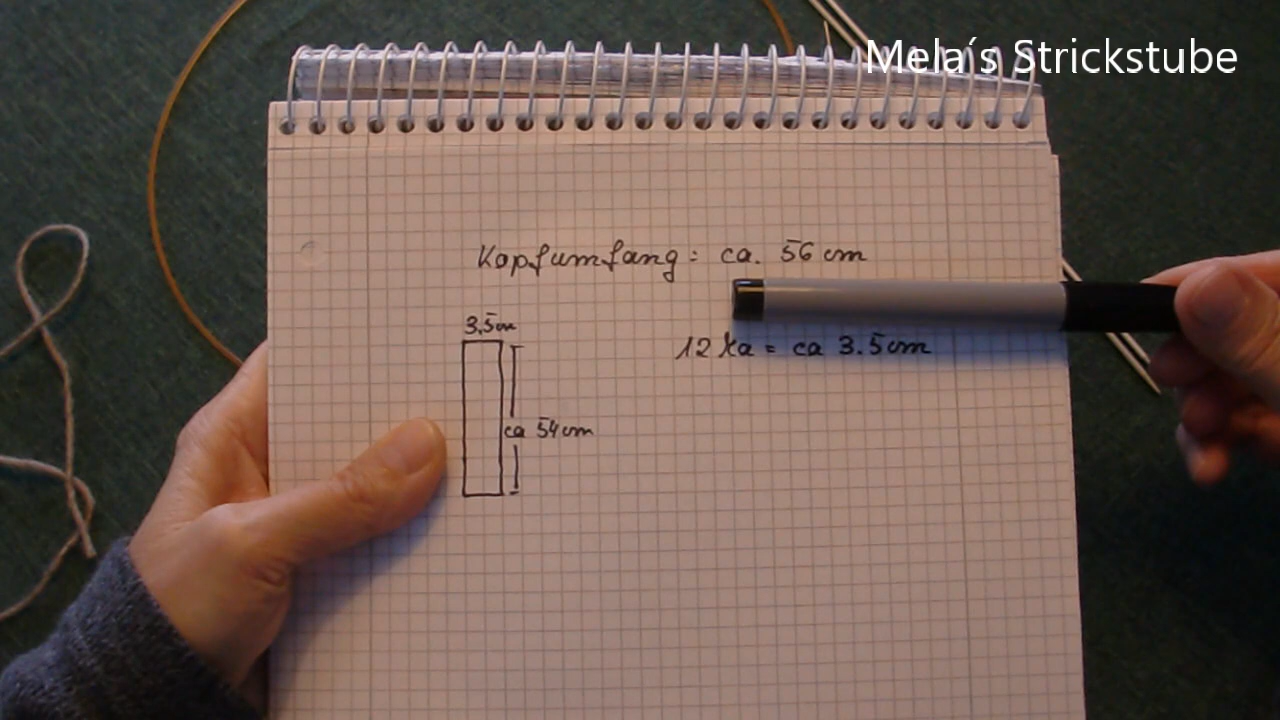 Mela´s Strickstube
Kopfumfang: ca. 56 cm
3,5cm
12 Ma = ca 3.5cm
ca 54cm